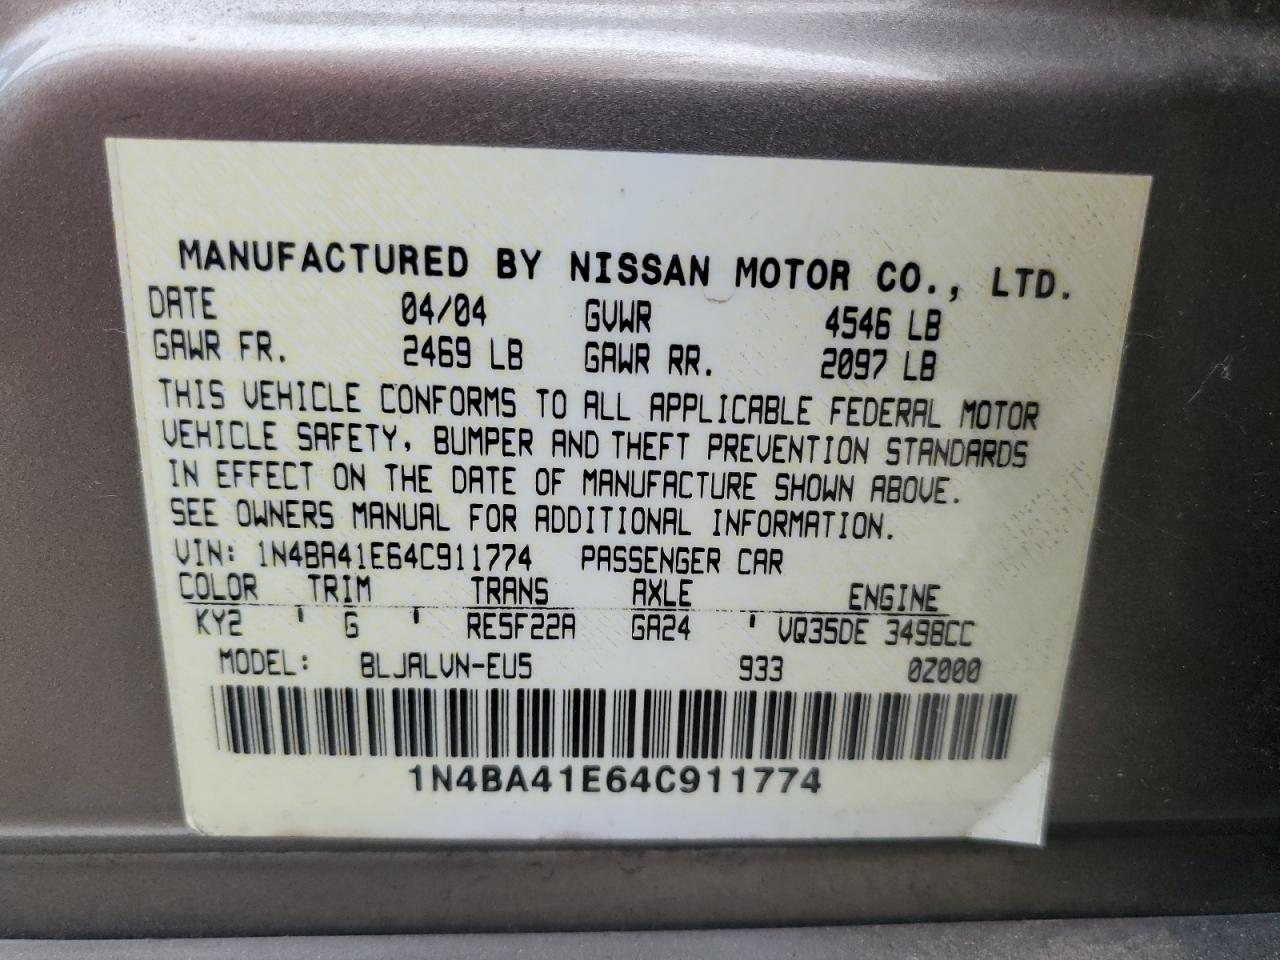 MANUFACTURED BY NISSAN MOTOR CO., LTD.
DATE 04/04 GVWR 4546 LB
GAWR FR. 2469 LB GAWR RR. 2097 LB
THIS VEHICLE CONFORMS TO ALL APPLICABLE FEDERAL MOTOR
VEHICLE SAFETY, BUMPER AND THEFT PREVENTION STANDARDS
IN EFFECT ON THE DATE OF MANUFACTURE SHOWN ABOVE.
SEE OWNERS MANUAL FOR ADDITIONAL INFORMATION.
VIN: 1N4BA41E64C911774 PASSENGER CAR
COLOR TRIM TRANS AXLE ENGINE
KY2 ' G ' RE5F22A GA24 ' VQ35DE 3498CC
MODEL: BLJALVN-EU5 933 0Z000
1N4BA41E64C911774